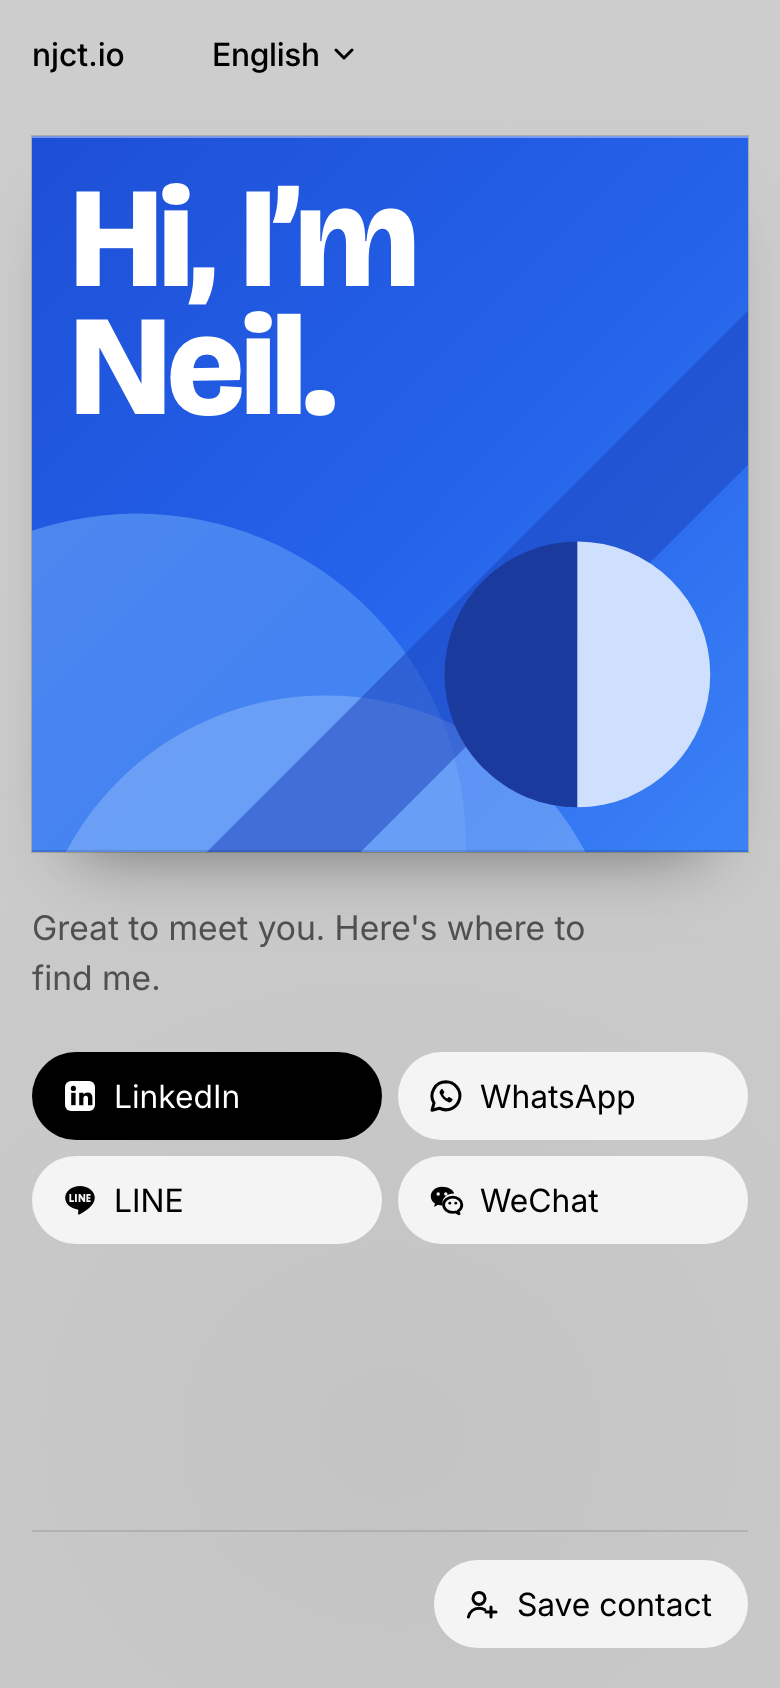 njct.io
English
Hi, I’m
Neil.
Great to meet you. Here's where to
find me.
LinkedIn
WhatsApp
LINE
LINE
WeChat
Save contact